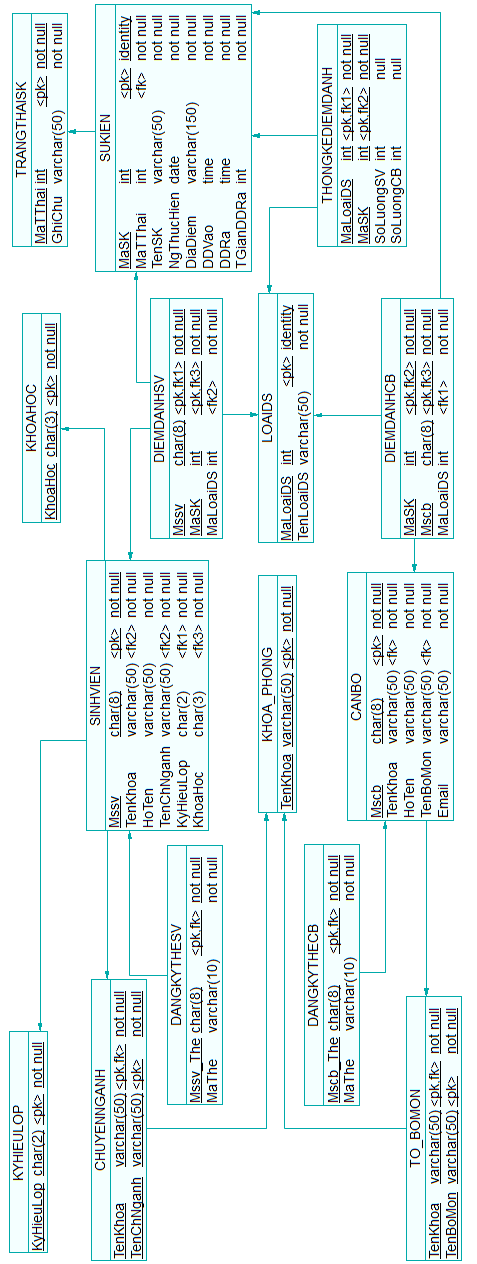 TRANGTHAISK
MaTThai int <pk> not null
GhiChu varchar(50) not null
SUKIEN
MaSK int <pk> identity
MaTThai int <fk> not null
TenSK varchar(50) not null
NgThucHien date not null
DiaDiem varchar(150) not null
DDVao time not null
DDRa time not null
TGianDDRa int not null
THONGKEDIEMDANH
MaLoaiDS int <pk.fk1> not null
MaSK int <pk.fk2> not null
SoLuongSV int null
SoLuongCB int null
KHOAHOC
KhoaHoc char(3) <pk> not null
DIEMDANHSV
Mssv char(8) <pk.fk1> not null
MaSK int <pk.fk3> not null
MaLoaiDS int <fk2> not null
LOAIDS
MaLoaiDS int <pk> identity
TenLoaiDS varchar(50) not null
DIEMDANHCB
MaSK int <pk.fk2> not null
Mscb char(8) <pk.fk3> not null
MaLoaiDS int <fk1> not null
SINHVIEN
Mssv char(8) <pk> not null
TenKhoa varchar(50) <fk2> not null
HoTen varchar(50) not null
TenChNganh varchar(50) <fk2> not null
KyHieuLop char(2) <fk1> not null
KhoaHoc char(3) <fk3> not null
KHOA_PHONG
TenKhoa varchar(50) <pk> not null
CANBO
Mscb char(8) <pk> not null
TenKhoa varchar(50) <fk> not null
HoTen varchar(50) not null
TenBoMon varchar(50) <fk> not null
Email varchar(50) not null
KYHIEULOP
KyHieuLop char(2) <pk> not null
CHUYENNGANH
TenKhoa varchar(50) <pk.fk> not null
TenChNganh varchar(50) <pk> not null
DANGKYTHESV
Mssv_The char(8) <pk.fk> not null
MaThe varchar(10) not null
DANGKYTHECB
Mscb_The char(8) <pk.fk> not null
MaThe varchar(10) not null
TO_BOMON
TenKhoa varchar(50) <pk.fk> not null
TenBoMon varchar(50) <pk> not null